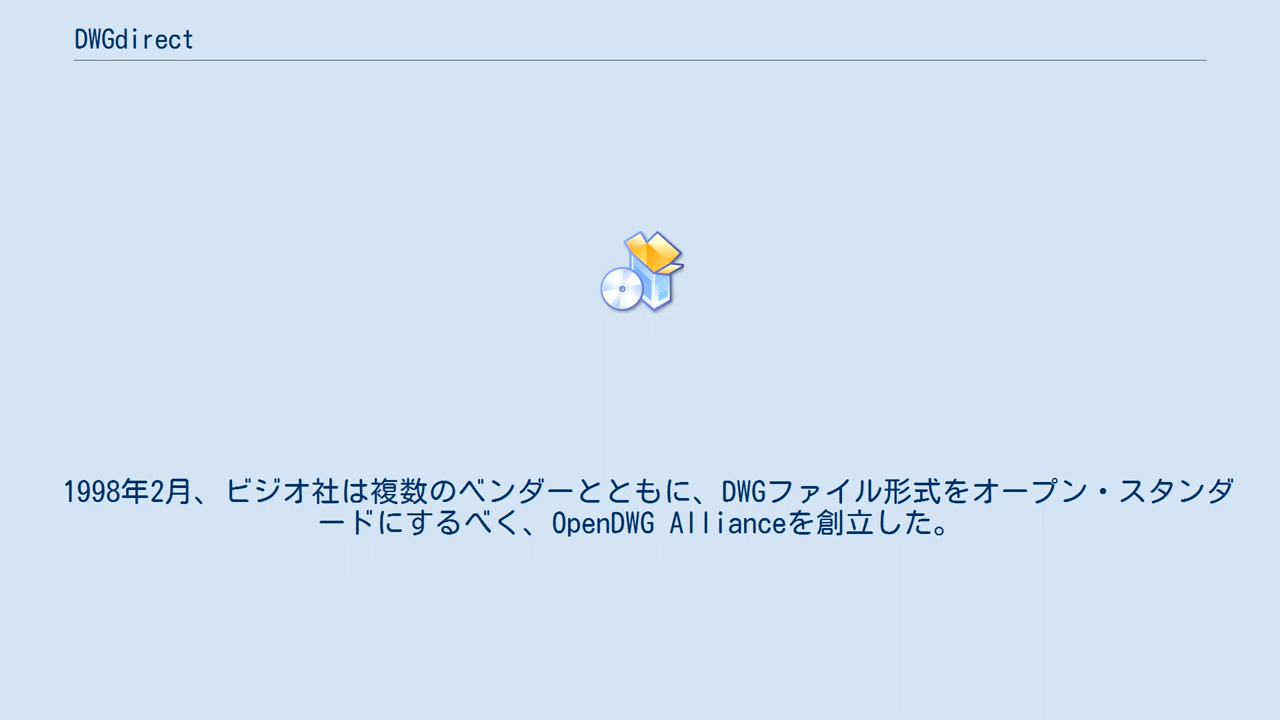 DWGdirect
1998年2月、ビジオ社は複数のベンダーとともに、DWGファイル形式をオープン・スタンダ
ードにするべく、OpenDWG Allianceを創立した。